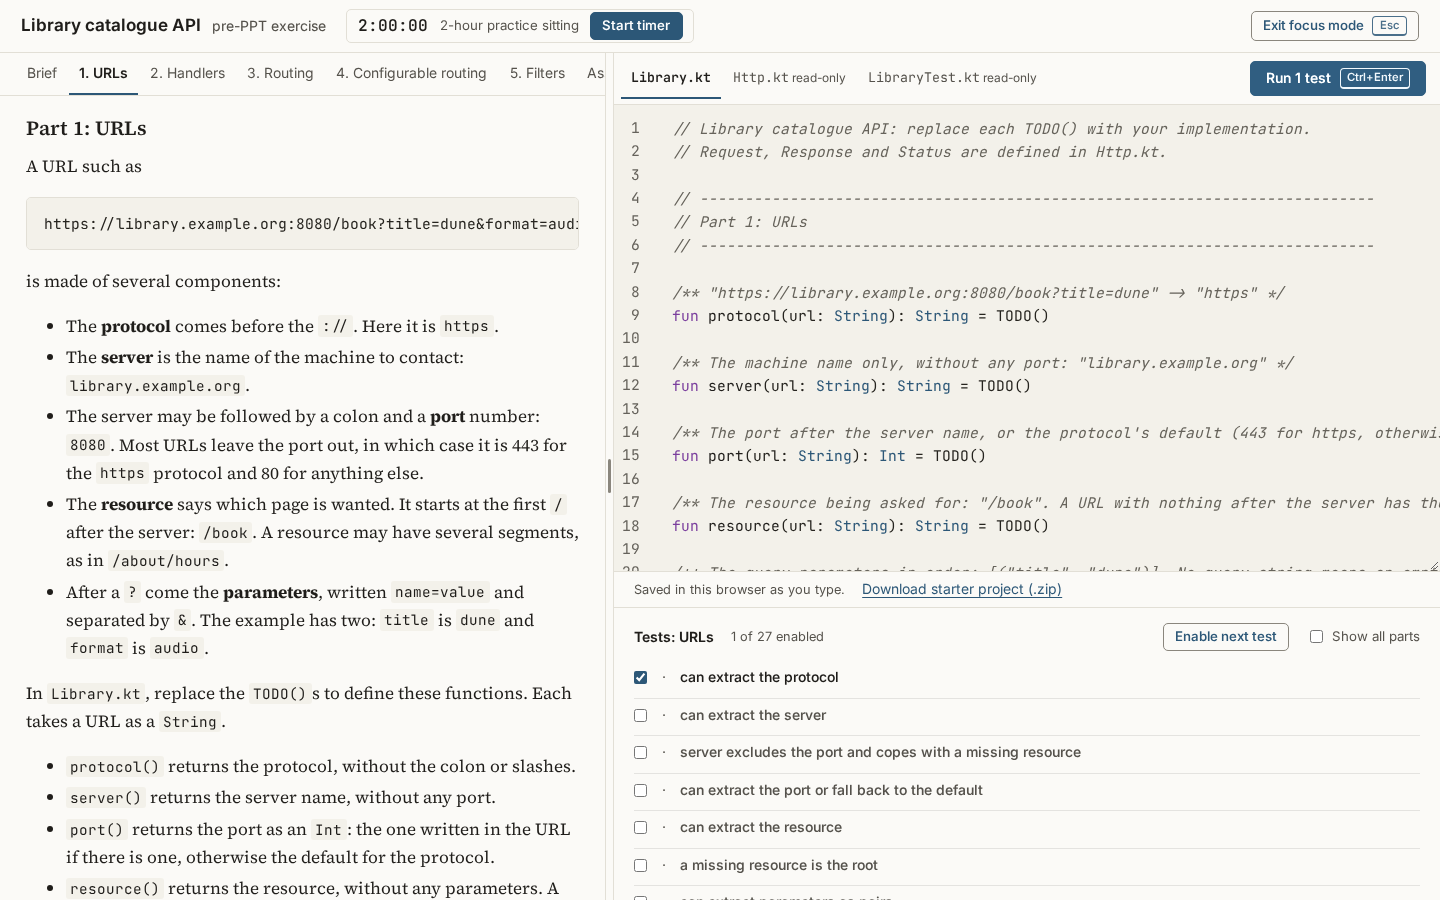 Library catalogue API pre-PPT exercise 2:00:00 2-hour practice sitting Start timer Exit focus mode Esc
Brief 1. URLs 2. Handlers 3. Routing 4. Configurable routing 5. Filters As
Part 1: URLs
A URL such as
https://library.example.org:8080/book?title=dune&format=audi
is made of several components:
• The protocol comes before the ://. Here it is https.
• The server is the name of the machine to contact:
library.example.org.
• The server may be followed by a colon and a port number:
8080. Most URLs leave the port out, in which case it is 443 for
the https protocol and 80 for anything else.
• The resource says which page is wanted. It starts at the first /
after the server: /book. A resource may have several segments,
as in /about/hours.
• After a ? come the parameters, written name=value and
separated by &. The example has two: title is dune and
format is audio.
In Library.kt, replace the TODO()s to define these functions. Each
takes a URL as a String.
• protocol() returns the protocol, without the colon or slashes.
• server() returns the server name, without any port.
• port() returns the port as an Int: the one written in the URL
if there is one, otherwise the default for the protocol.
• resource() returns the resource, without any parameters. A
Library.kt Http.kt read-only LibraryTest.kt read-only Run 1 test Ctrl+Enter
1 // Library catalogue API: replace each TODO() with your implementation.
2 // Request, Response and Status are defined in Http.kt.
3
4 // ---------------------------------------------------------------------------
5 // Part 1: URLs
6 // ---------------------------------------------------------------------------
7
8 /** "https://library.example.org:8080/book?title=dune" -> "https" */
9 fun protocol(url: String): String = TODO()
10
11 /** The machine name only, without any port: "library.example.org" */
12 fun server(url: String): String = TODO()
13
14 /** The port after the server name, or the protocol's default (443 for https, otherwis
15 fun port(url: String): Int = TODO()
16
17 /** The resource being asked for: "/book". A URL with nothing after the server has the
18 fun resource(url: String): String = TODO()
19
20 /** The query parameters in order: [("title", "dune")]. No query string means an emp
Saved in this browser as you type. Download starter project (.zip)
Tests: URLs 1 of 27 enabled Enable next test Show all parts
· can extract the protocol
· can extract the server
· server excludes the port and copes with a missing resource
· can extract the port or fall back to the default
· can extract the resource
· a missing resource is the root